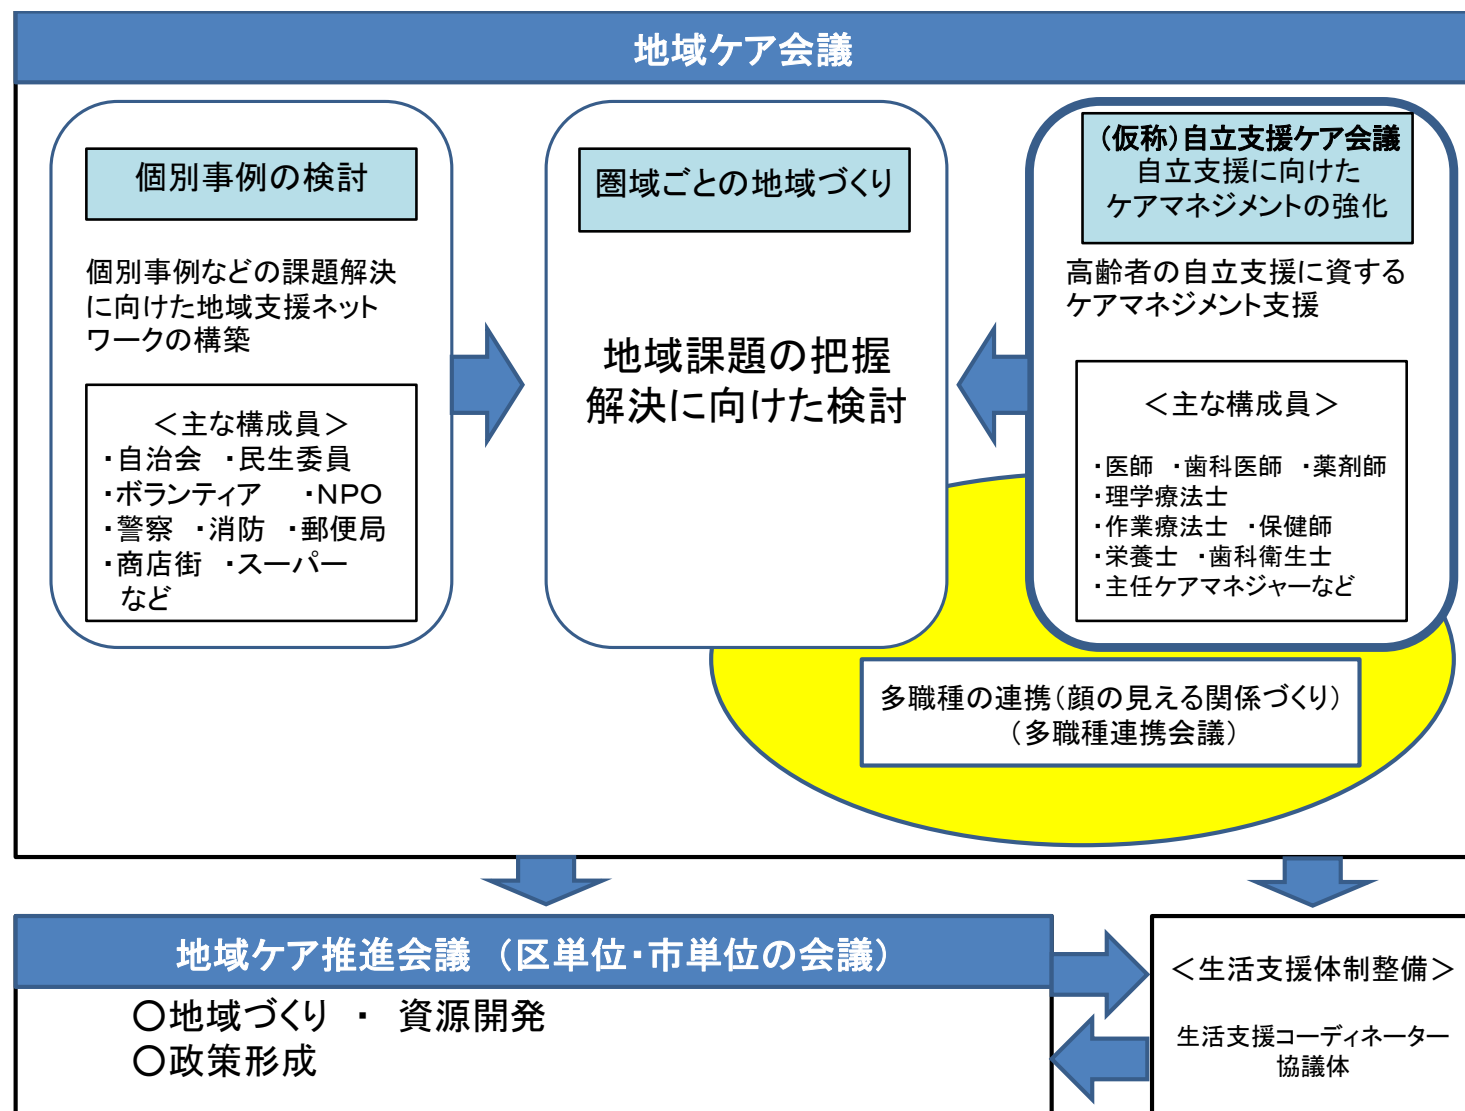 地域ケア会議
個別事例の検討
個別事例などの課題解決
に向けた地域支援ネット
ワークの構築
＜主な構成員＞
・自治会　・民生委員
・ボランティア　　・NPO
・警察　・消防　・郵便局
・商店街　・スーパー
など
圏域ごとの地域づくり
地域課題の把握
解決に向けた検討
（仮称）自立支援ケア会議
自立支援に向けた
ケアマネジメントの強化
高齢者の自立支援に資する
ケアマネジメント支援
＜主な構成員＞
・医師　・歯科医師　・薬剤師
・理学療法士
・作業療法士　・保健師
・栄養士　・歯科衛生士
・主任ケアマネジャーなど
多職種の連携（顔の見える関係づくり）
（多職種連携会議）
地域ケア推進会議　（区単位・市単位の会議）
〇地域づくり　・　資源開発
〇政策形成
＜生活支援体制整備＞
生活支援コーディネーター
協議体